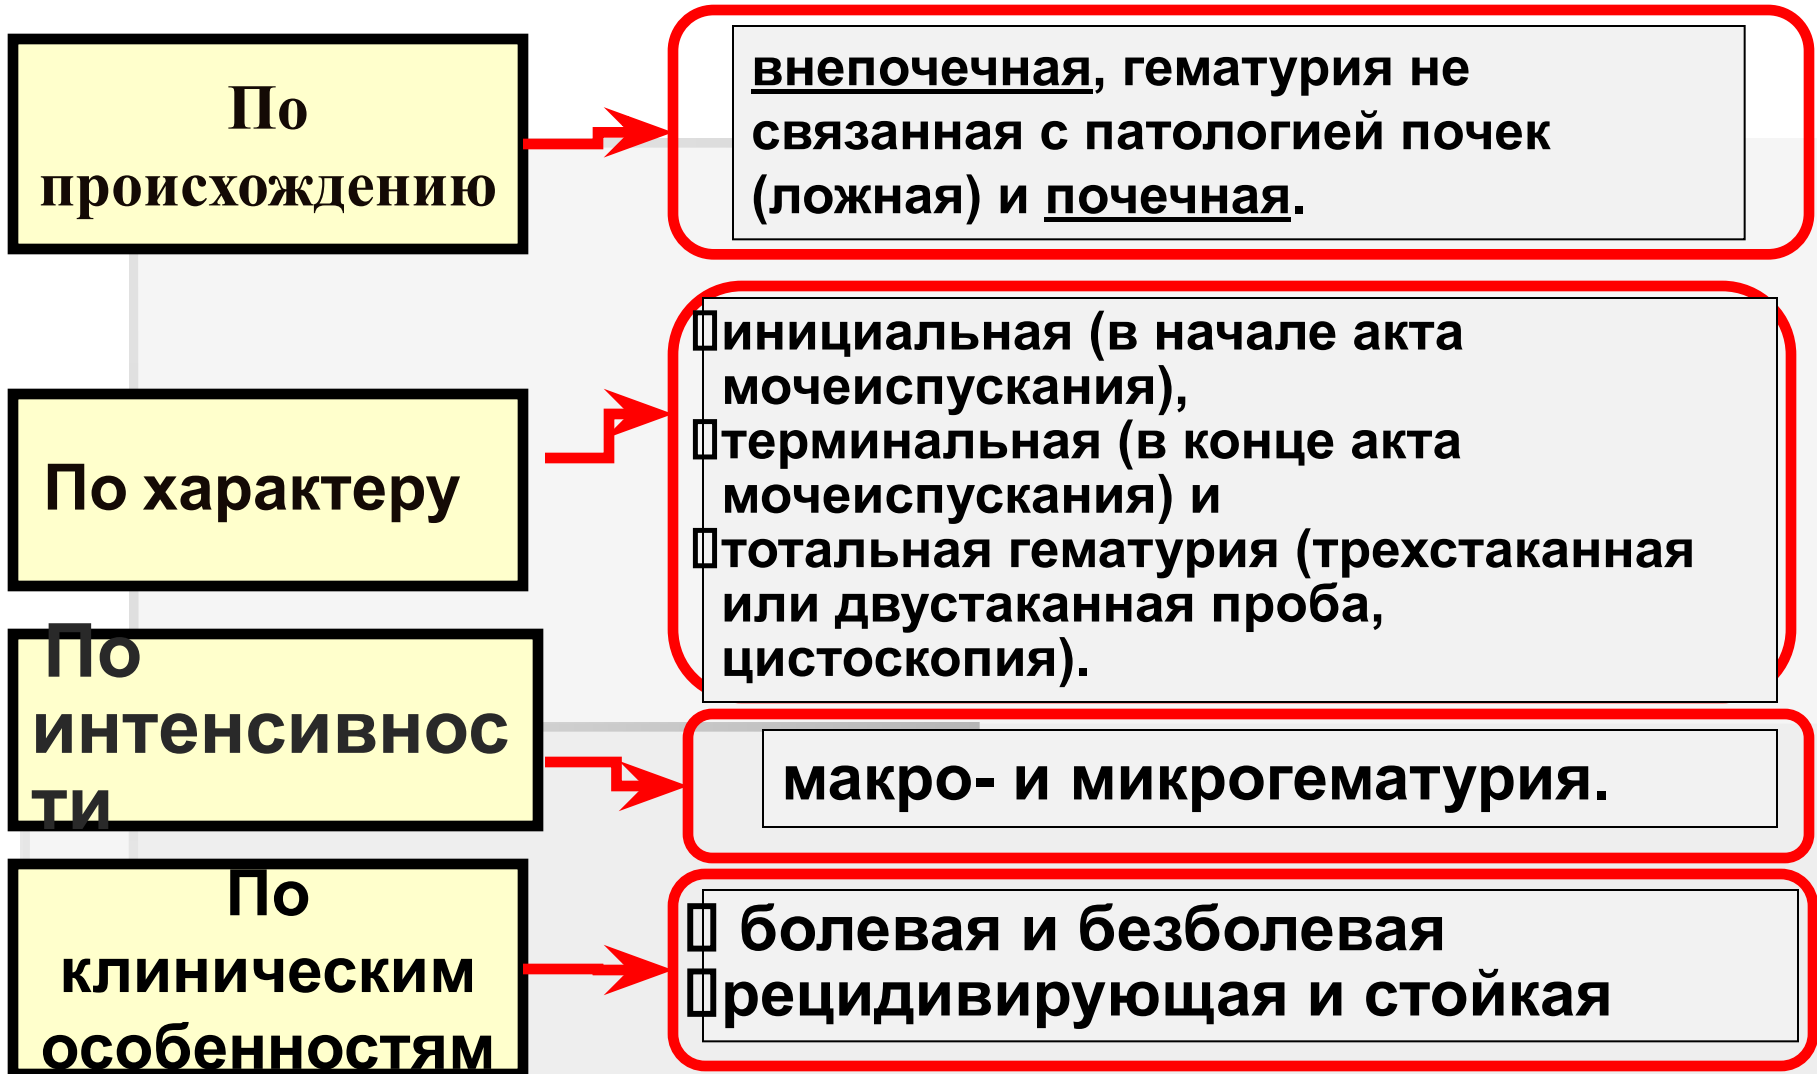 По
происхождению
внепочечная, гематурия не
связанная с патологией почек
(ложная) и почечная.
По характеру
инициальная (в начале акта
мочеиспускания),
терминальная (в конце акта
мочеиспускания) и
тотальная гематурия (трехстаканная
или двустаканная проба,
цистоскопия).
По
интенсивнос
ти
макро- и микрогематурия.
По
клиническим
особенностям
болевая и безболевая
рецидивирующая и стойкая